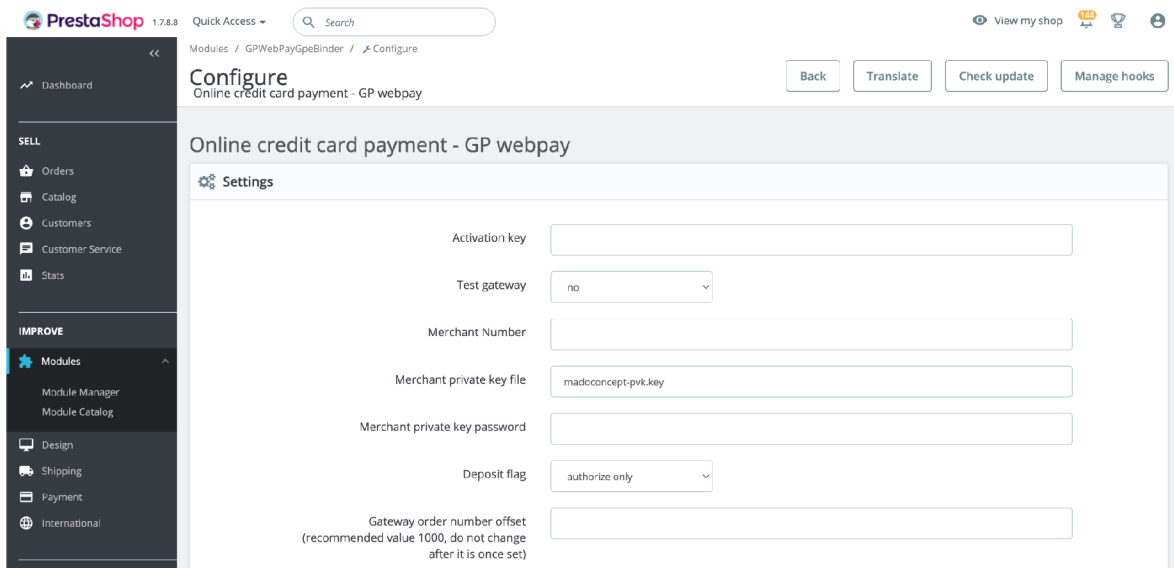 PrestaShop 1.7.8.8 Quick Access Search View my shop 144
Modules / GPWebPayGpeBinder / Configure
Configure
Online credit card payment - GP webpay
Back Translate Check update Manage hooks
Dashboard
SELL
Orders
Catalog
Customers
Customer Service
Stats
IMPROVE
Modules
Module Manager
Module Catalog
Design
Shipping
Payment
International
Online credit card payment - GP webpay
Settings
Activation key
Test gateway no
Merchant Number
Merchant private key file madoconcept-pvk.key
Merchant private key password
Deposit flag authorize only
Gateway order number offset
(recommended value 1000, do not change
after it is once set)